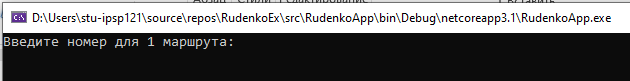 D:\Users\stu-ipsp121\source\repos\RudenkoEx\src\RudenkoApp\bin\Debug\netcoreapp3.1\RudenkoApp.exe
Введите номер для 1 маршрута: